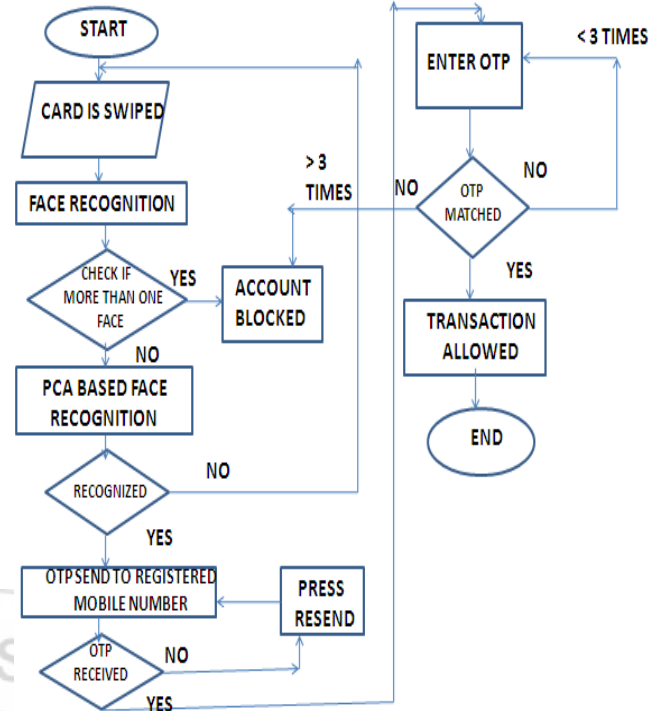 START
CARD IS SWIPED
FACE RECOGNITION
CHECK IF
MORE THAN ONE
FACE
YES
ACCOUNT
BLOCKED
NO
PCA BASED FACE
RECOGNITION
RECOGNIZED
NO
YES
OTP SEND TO REGISTERED
MOBILE NUMBER
PRESS
RESEND
OTP
RECEIVED
NO
YES
ENTER OTP
< 3 TIMES
OTP
MATCHED
NO
NO
> 3
TIMES
YES
TRANSACTION
ALLOWED
END